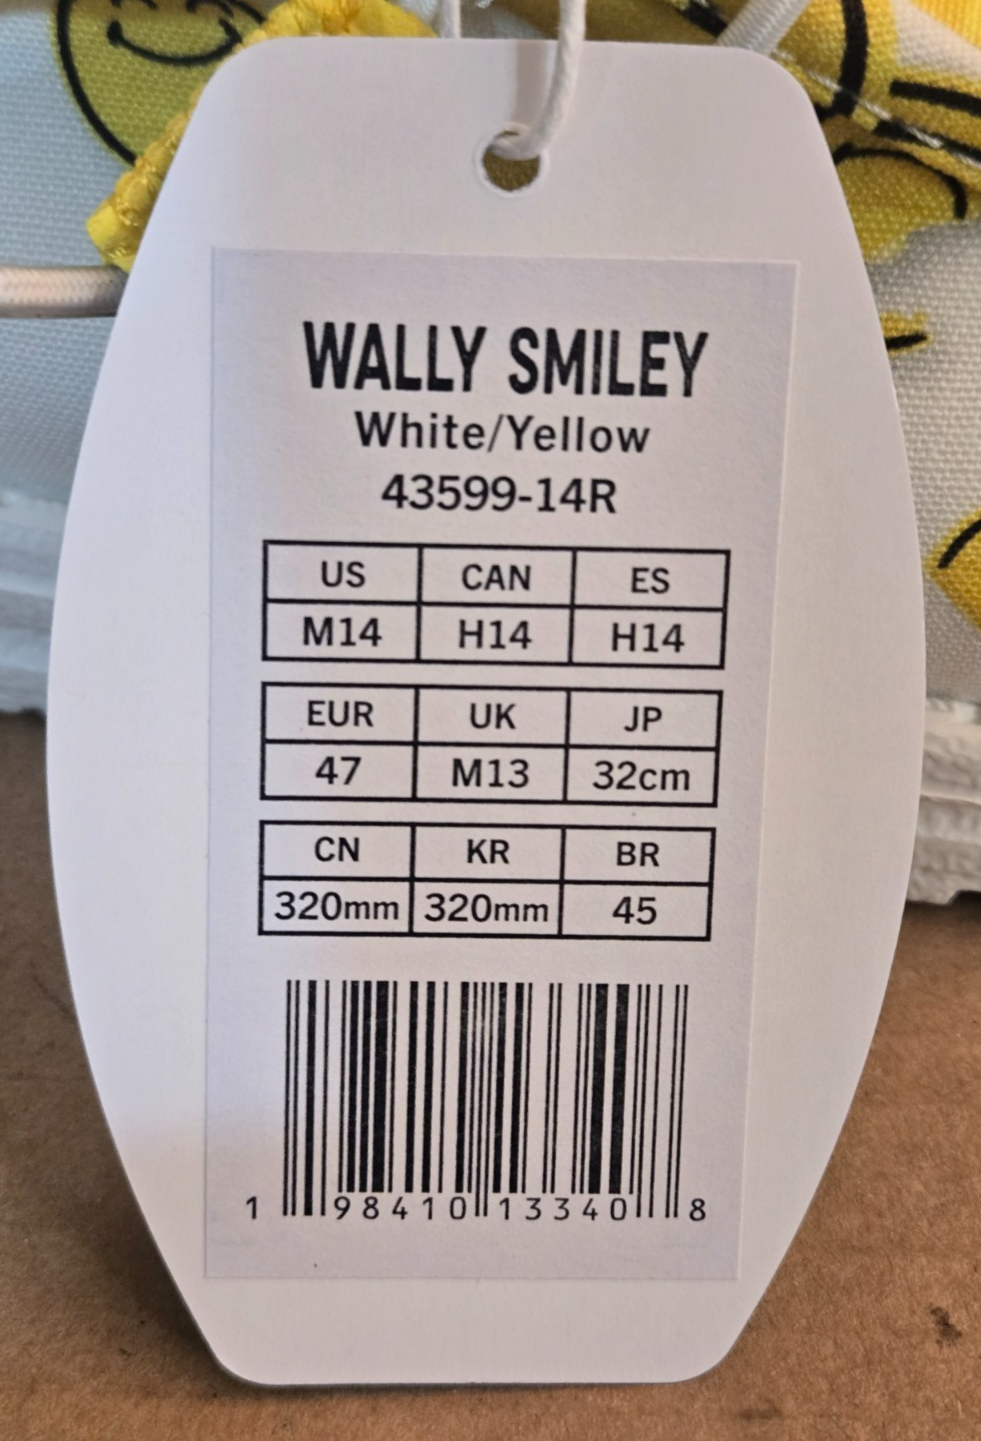 WALLY SMILEY
White/Yellow
43599-14R
US CAN ES
M14 H14 H14
EUR UK JP
47 M13 32cm
CN KR BR
320mm 320mm 45
1 98410 13340 8